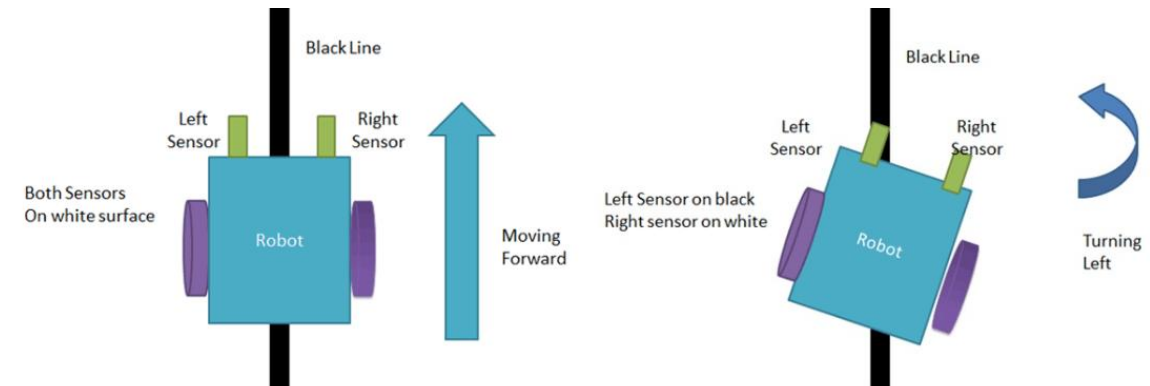 Black Line
Left
Sensor
Right
Sensor
Both Sensors
On white surface
Robot
Moving
Forward
Black Line
Left
Sensor
Right
Sensor
Left Sensor on black
Right sensor on white
Robot
Turning
Left